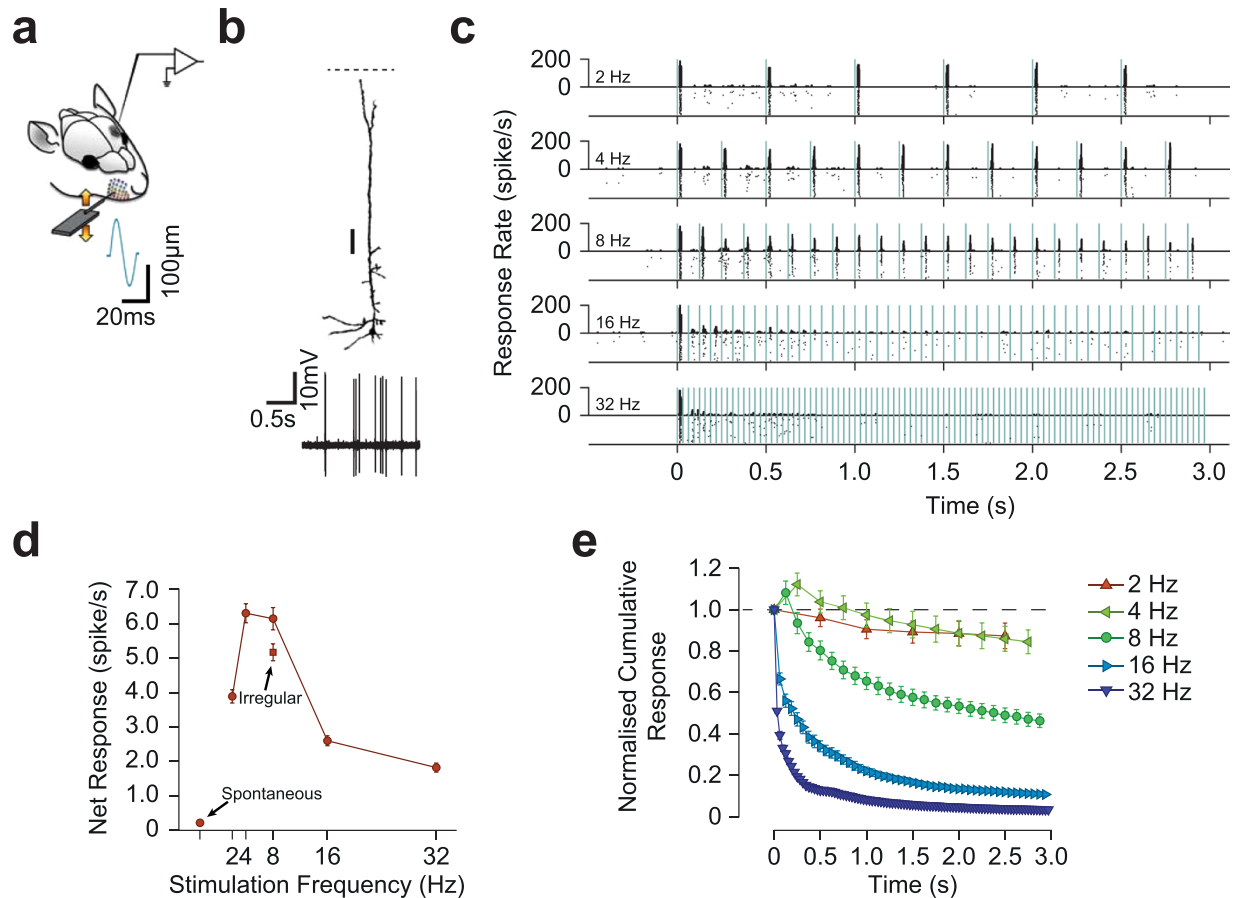 a
20ms
100µm
b
0.5s
10mV
c
Response Rate (spike/s)
200
0
2 Hz
200
0
4 Hz
200
0
8 Hz
200
0
16 Hz
200
0
32 Hz
0 0.5 1.0 1.5 2.0 2.5 3.0
Time (s)
d
Net Response (spike/s)
7.0
6.0
5.0
4.0
3.0
2.0
1.0
0
Irregular
Spontaneous
2 4 8 16 32
Stimulation Frequency (Hz)
e
Normalised Cumulative
Response
1.2
1.0
0.8
0.6
0.4
0.2
0
0 0.5 1.0 1.5 2.0 2.5 3.0
Time (s)
2 Hz
4 Hz
8 Hz
16 Hz
32 Hz